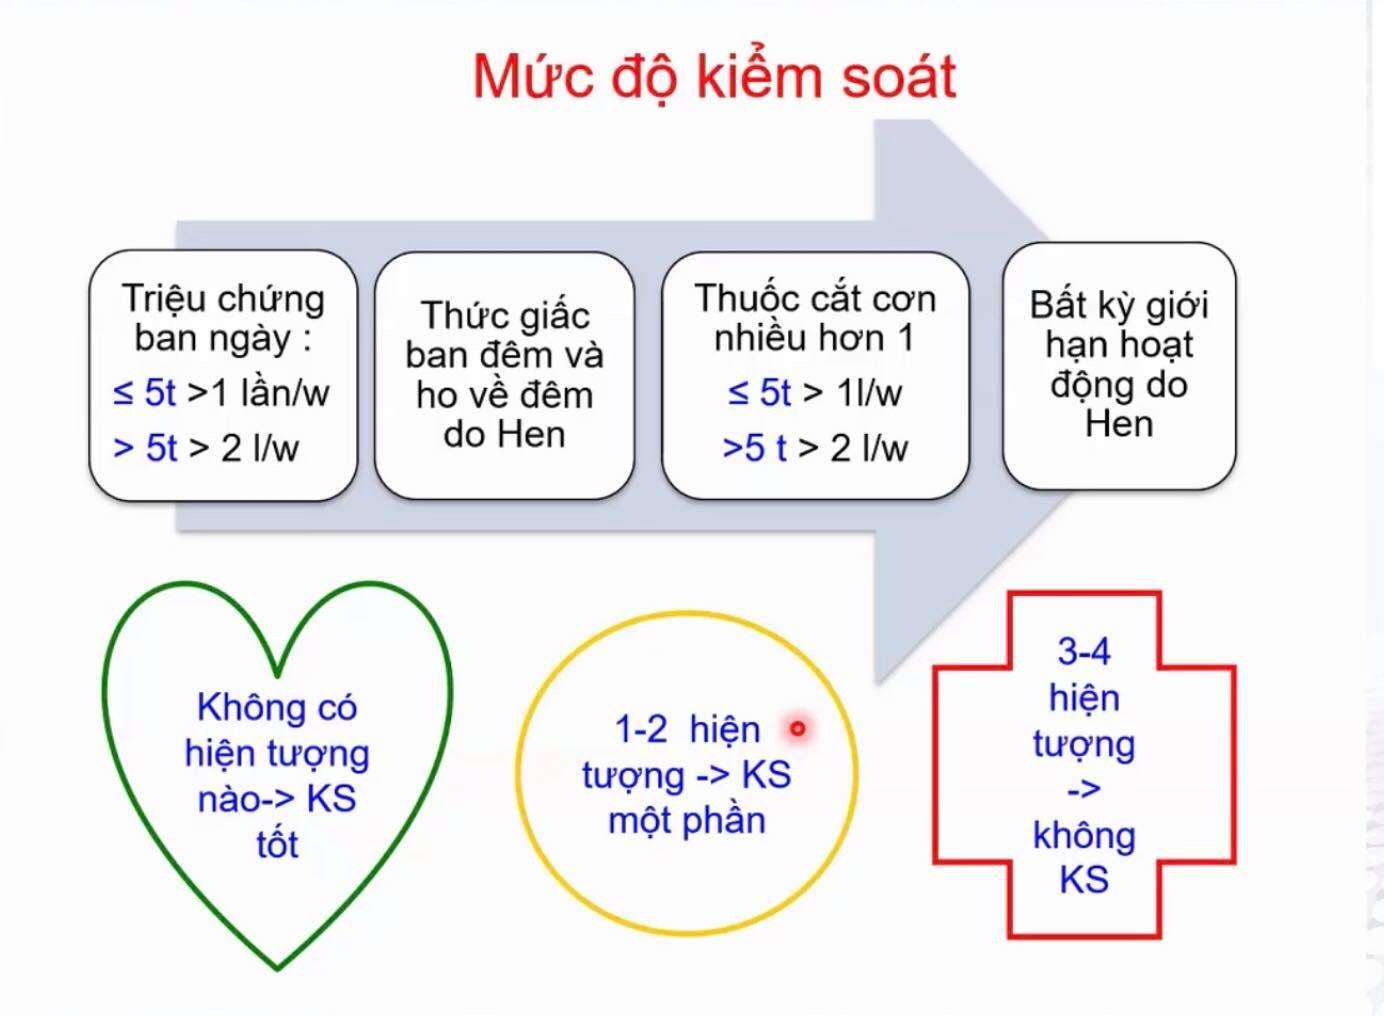 Mức độ kiểm soát
Triệu chứng
ban ngày :
≤ 5t >1 lần/w
> 5t > 2 l/w
Thức giấc
ban đêm và
ho về đêm
do Hen
Thuốc cắt cơn
nhiều hơn 1
≤ 5t > 1l/w
>5 t > 2 l/w
Bất kỳ giới
hạn hoạt
động do
Hen
Không có
hiện tượng
nào-> KS
tốt
1-2 hiện
tượng -> KS
một phần
3-4
hiện
tượng
->
không
KS